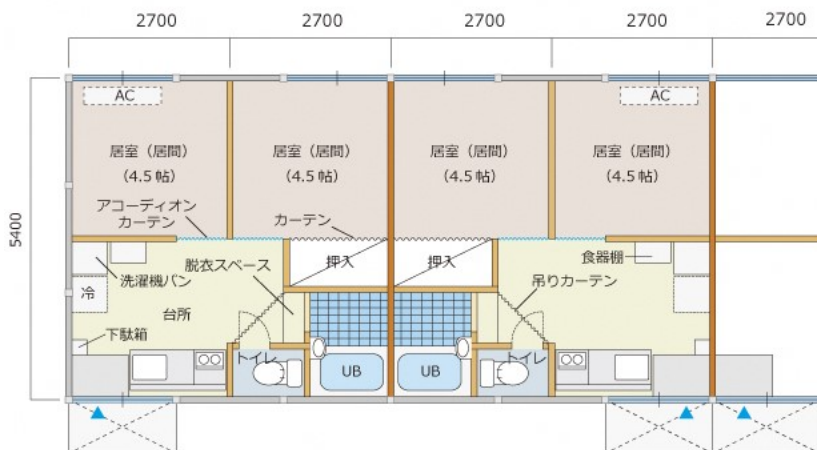 2700
2700
2700
2700
2700
5400
AC
AC
居室（居間）
（4.5帖）
居室（居間）
（4.5帖）
居室（居間）
（4.5帖）
居室（居間）
（4.5帖）
アコーディオン
カーテン
カーテン
押入
押入
食器棚
洗濯機パン
脱衣スペース
吊りカーテン
冷
台所
下駄箱
トイレ
トイレ
UB
UB